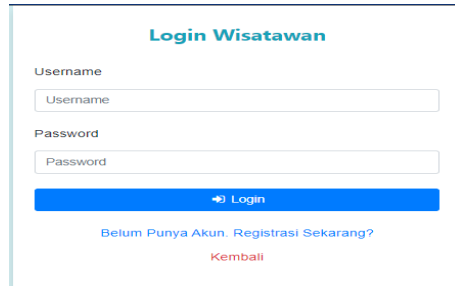 Login Wisatawan
Username
Username
Password
Password
Login
Belum Punya Akun. Registrasi Sekarang?
Kembali